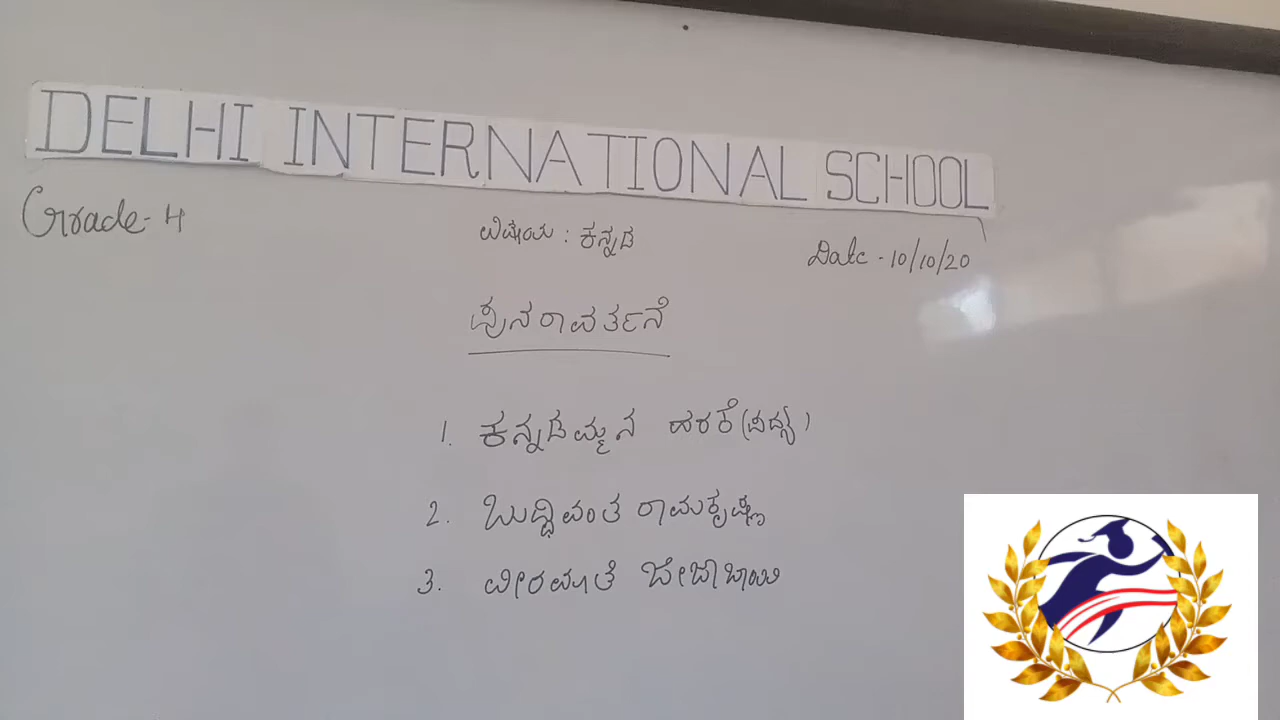 DELHI INTERNATIONAL SCHOOL
Grade - 4
ವಿಷಯ : ಕನ್ನಡ
Date - 10/10/20
ಪುನರಾವರ್ತನೆ
1. ಕನ್ನಡಮ್ಮನ ಹರಕೆ (ಪದ್ಯ)
2. ಬುದ್ಧಿವಂತ ರಾಮಕೃಷ್ಣ
3. ವೀರಮಾತೆ ಜೀಜಾಬಾಯಿ